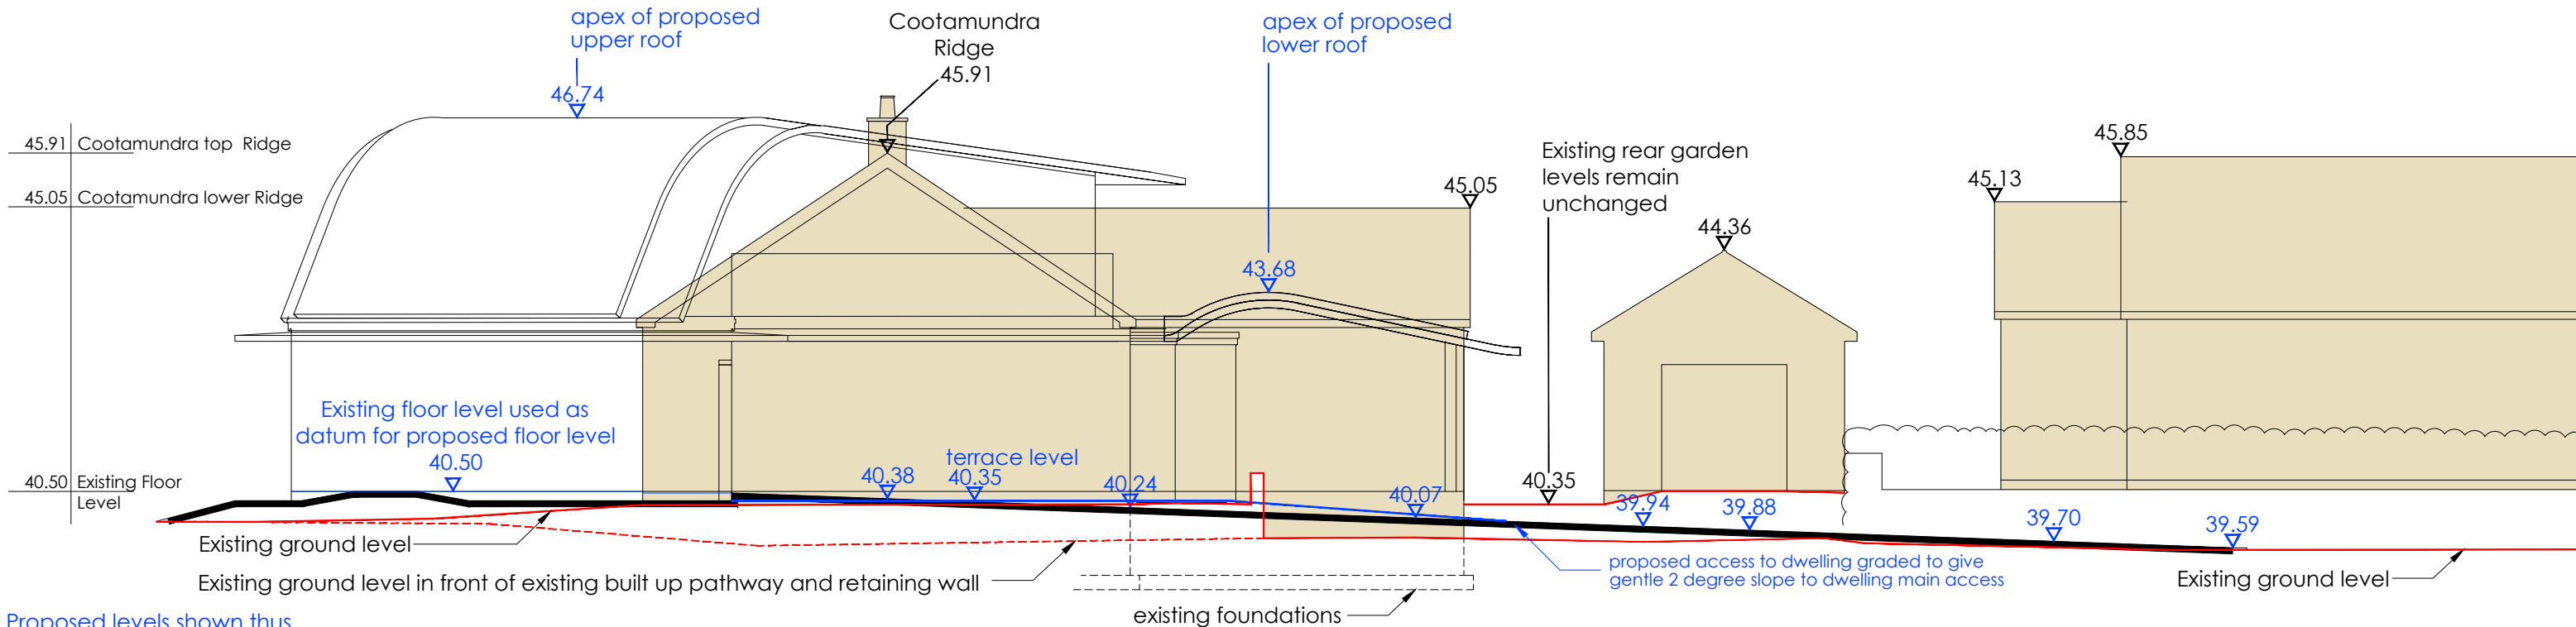 apex of proposed
upper roof
46.74
Cootamundra
Ridge
45.91
apex of proposed
lower roof
43.68
45.91 Cootamundra top Ridge
45.05 Cootamundra lower Ridge
45.05
Existing rear garden
levels remain
unchanged
40.35
44.36
45.13
45.85
Existing floor level used as
datum for proposed floor level
40.50
40.50 Existing Floor
Level
40.38
terrace level
40.35
40.24
40.07
39.94
39.88
39.70
39.59
Existing ground level
Existing ground level in front of existing built up pathway and retaining wall
existing foundations
proposed access to dwelling graded to give
gentle 2 degree slope to dwelling main access
Existing ground level
Proposed levels shown thus